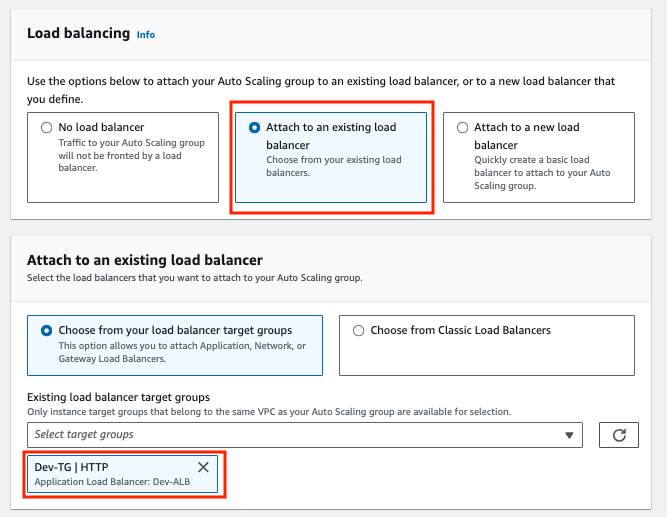 Load balancing Info
Use the options below to attach your Auto Scaling group to an existing load balancer, or to a new load balancer that
you define.
No load balancer
Traffic to your Auto Scaling group
will not be fronted by a load
balancer.
Attach to an existing load
balancer
Choose from your existing load
balancers.
Attach to a new load
balancer
Quickly create a basic load
balancer to attach to your Auto
Scaling group.
Attach to an existing load balancer
Select the load balancers that you want to attach to your Auto Scaling group.
Choose from your load balancer target groups
This option allows you to attach Application, Network, or
Gateway Load Balancers.
Choose from Classic Load Balancers
Existing load balancer target groups
Only instance target groups that belong to the same VPC as your Auto Scaling group are available for selection.
Select target groups
Dev-TG | HTTP
Application Load Balancer: Dev-ALB